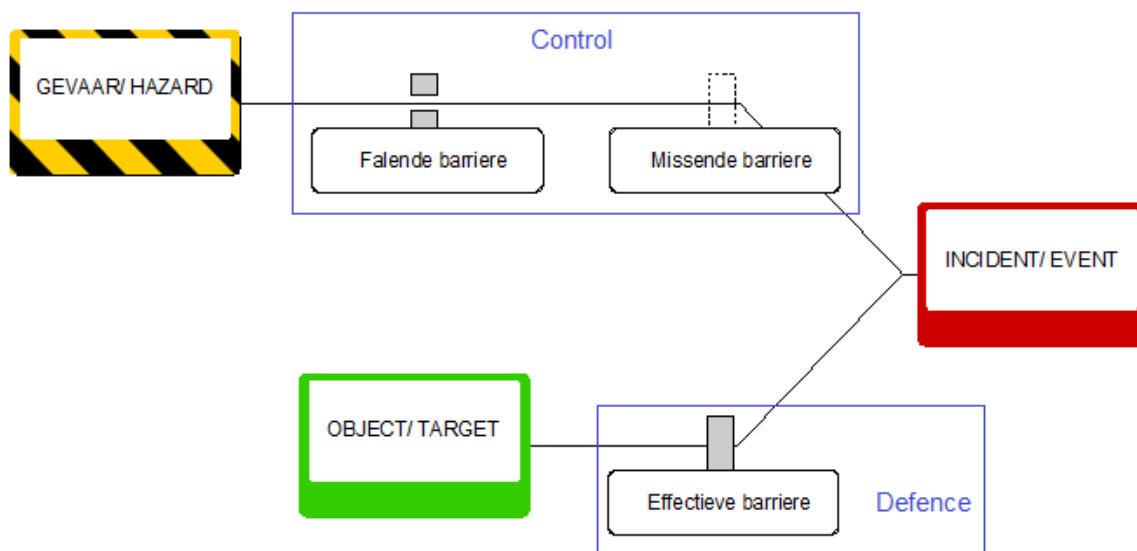 Control
GEVAAR/ HAZARD
Falende barriere
Missende barriere
INCIDENT/ EVENT
OBJECT/ TARGET
Effectieve barriere
Defence